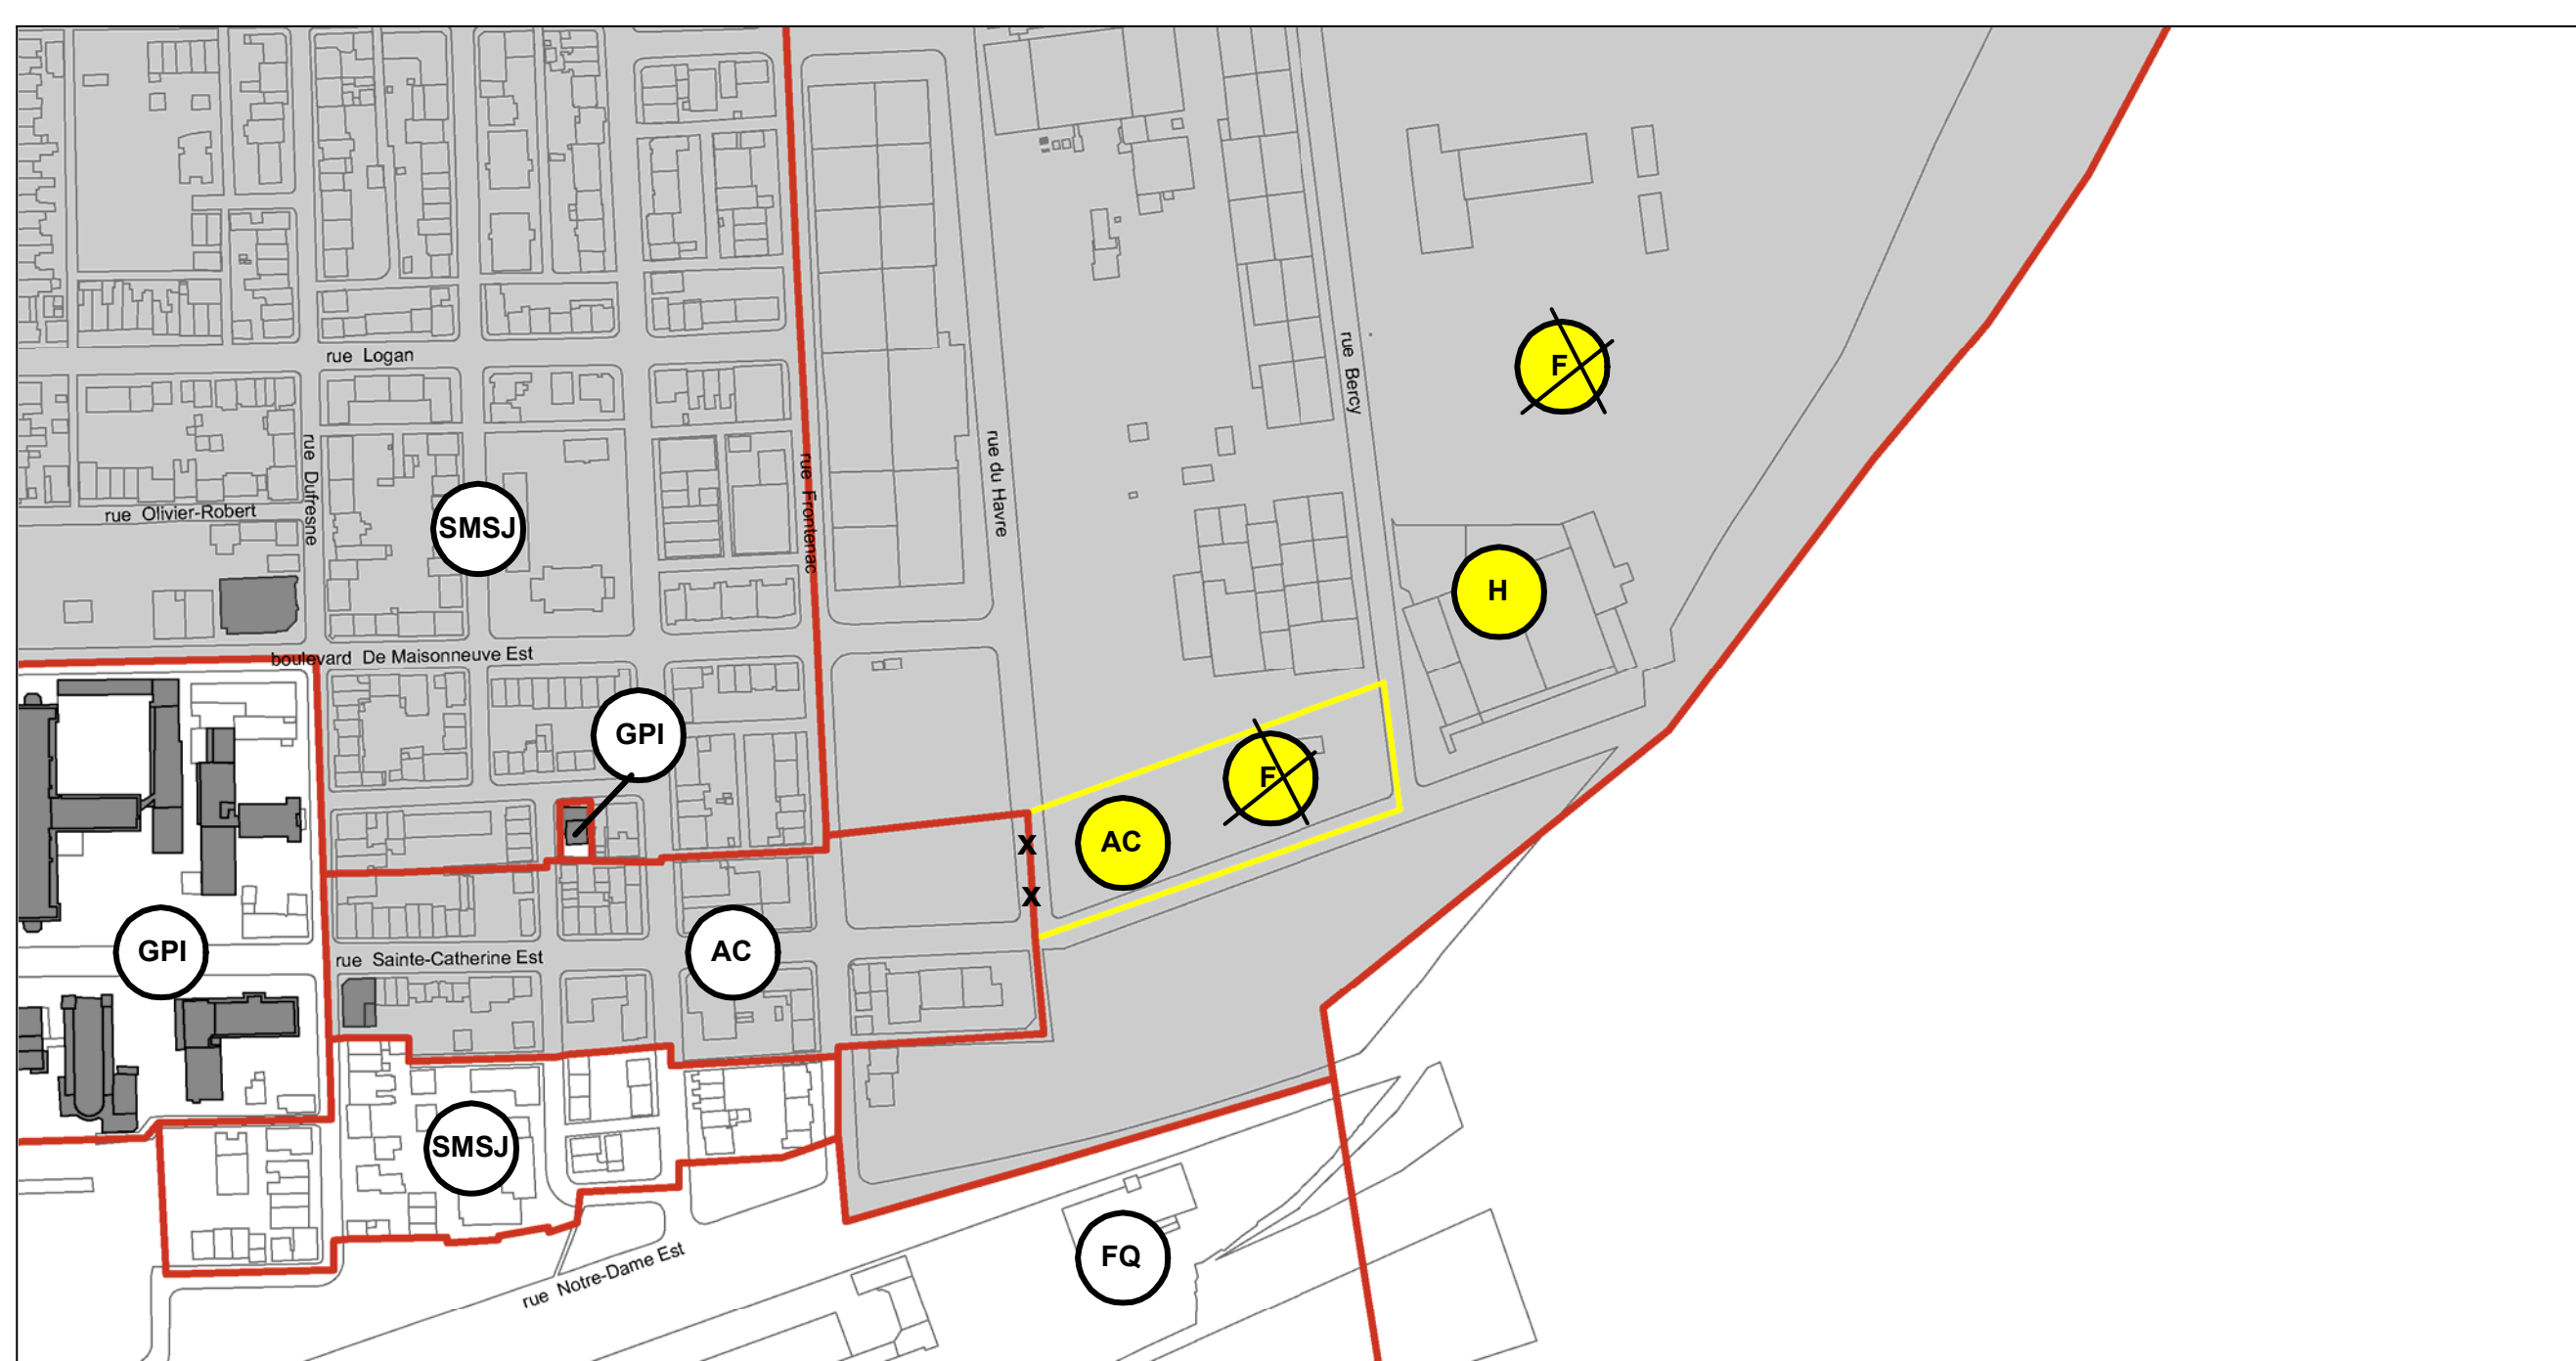 F
rue Logan
rue Bercy
rue Dufresne
rue Frontenac
rue du Havre
rue Olivier-Robert
SMSJ
H
boulevard De Maisonneuve Est
GPI
F
AC
x
x
GPI
AC
rue Sainte-Catherine Est
SMSJ
FQ
rue Notre-Dame Est